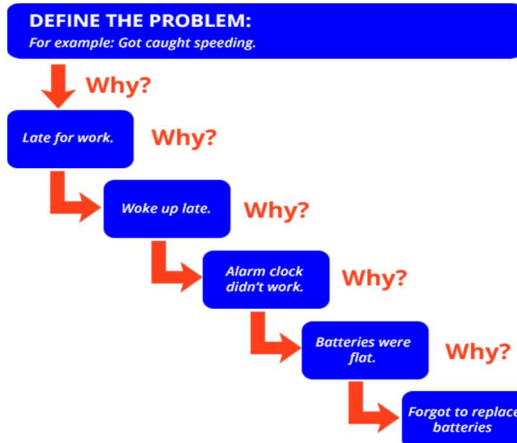 DEFINE THE PROBLEM:
For example: Got caught speeding.
Why?
Late for work.
Why?
Woke up late.
Why?
Alarm clock
didn't work.
Why?
Batteries were
flat.
Why?
Forgot to replace
batteries